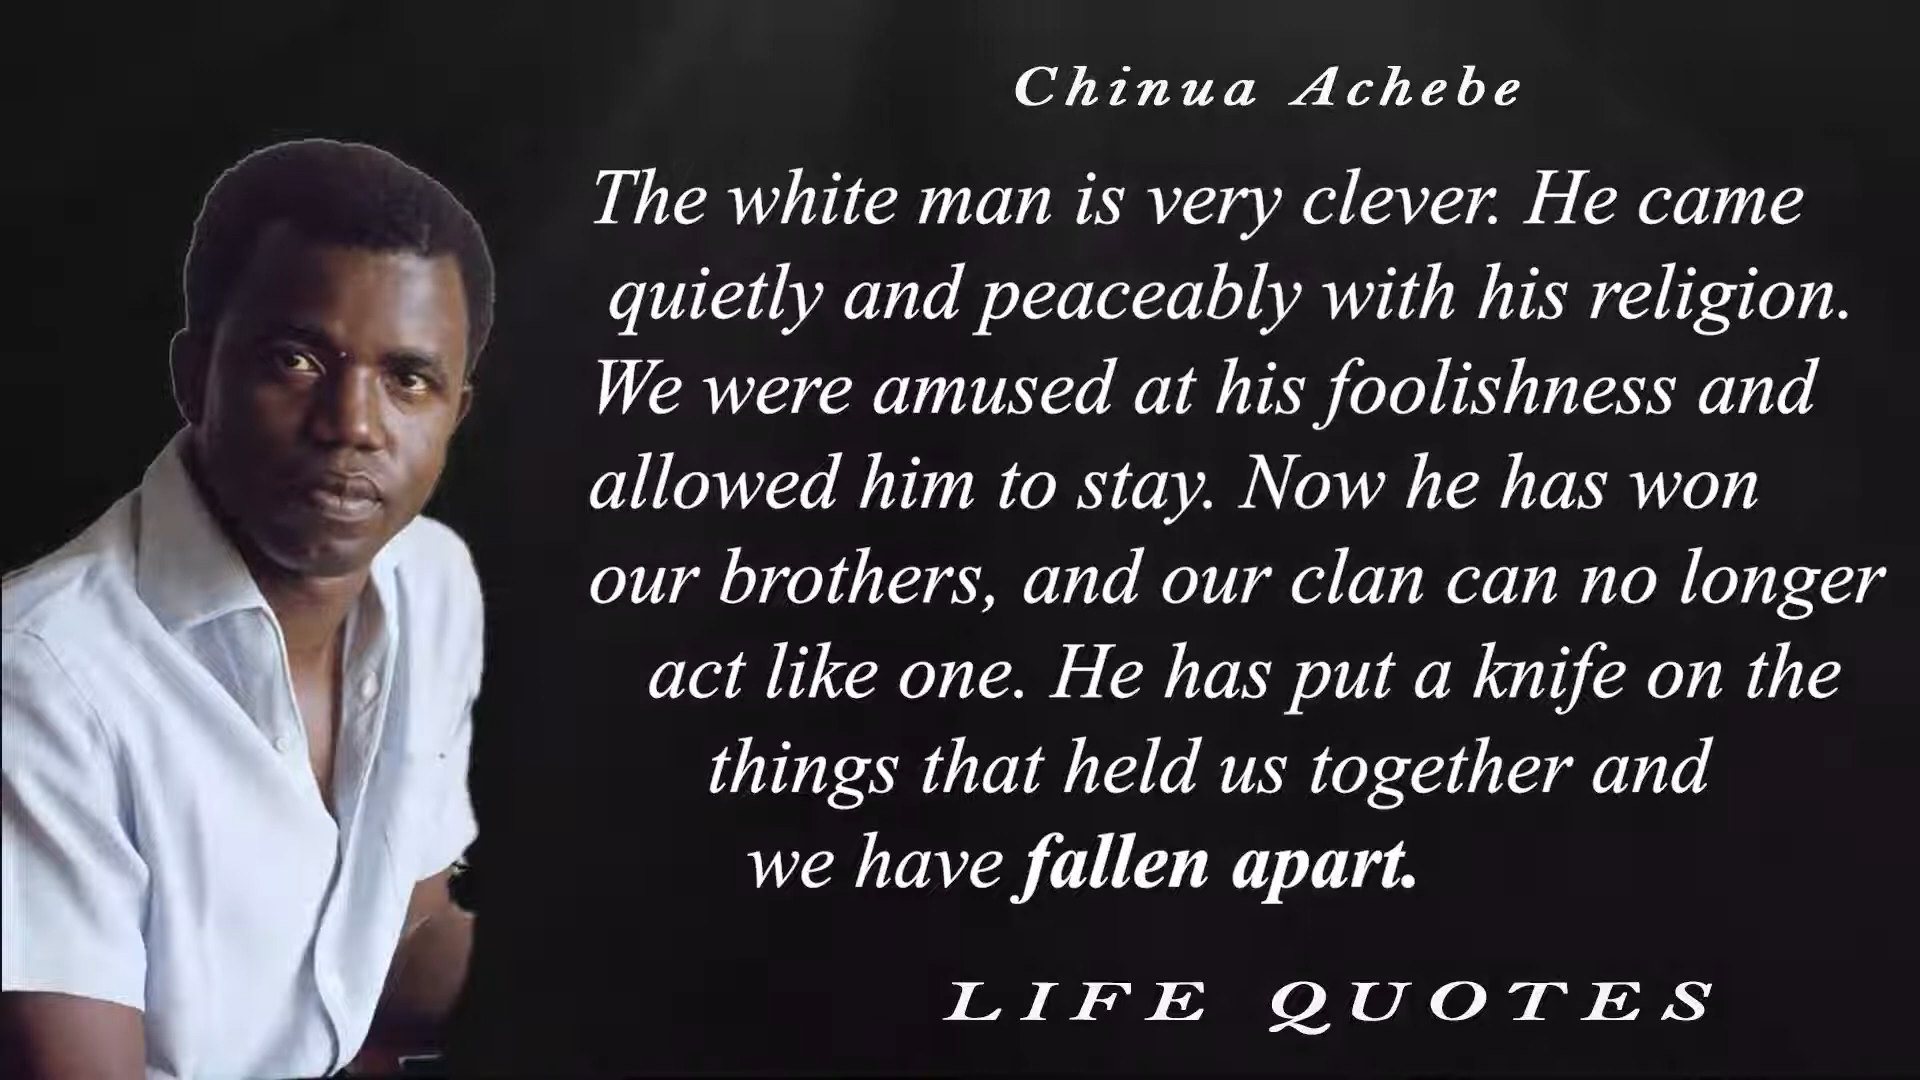 Chinua Achebe
The white man is very clever. He came
quietly and peaceably with his religion.
We were amused at his foolishness and
allowed him to stay. Now he has won
our brothers, and our clan can no longer
act like one. He has put a knife on the
things that held us together and
we have fallen apart.
LIFE QUOTES